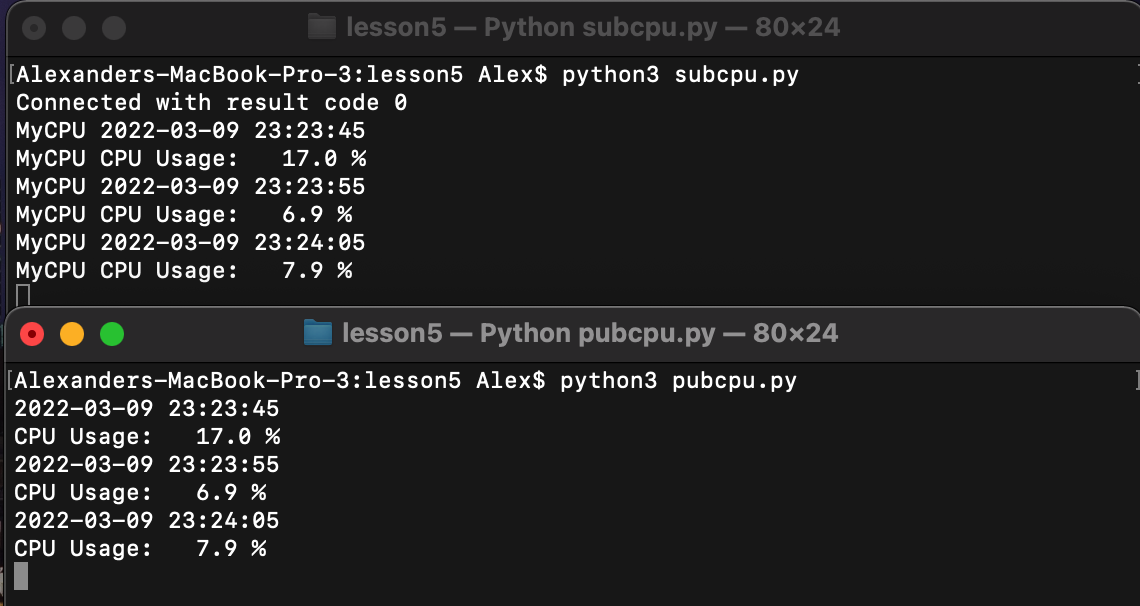 lesson5 — Python subcpu.py — 80×24
[Alexanders-MacBook-Pro-3:lesson5 Alex$ python3 subcpu.py ]
Connected with result code 0
MyCPU 2022-03-09 23:23:45
MyCPU CPU Usage:   17.0 %
MyCPU 2022-03-09 23:23:55
MyCPU CPU Usage:   6.9 %
MyCPU 2022-03-09 23:24:05
MyCPU CPU Usage:   7.9 %
lesson5 — Python pubcpu.py — 80×24
[Alexanders-MacBook-Pro-3:lesson5 Alex$ python3 pubcpu.py ]
2022-03-09 23:23:45
CPU Usage:   17.0 %
2022-03-09 23:23:55
CPU Usage:   6.9 %
2022-03-09 23:24:05
CPU Usage:   7.9 %